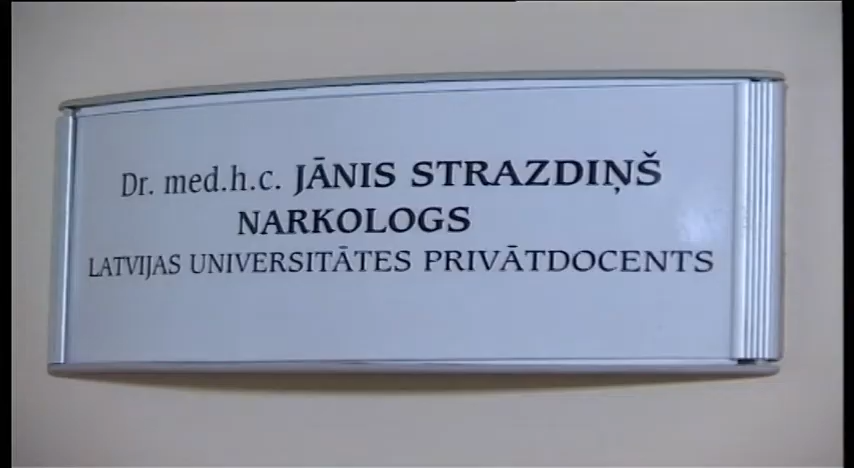 Dr. med.h.c. JĀNIS STRAZDIŅŠ
NARKOLOGS
LATVIJAS UNIVERSITĀTES PRIVĀTDOCENTS